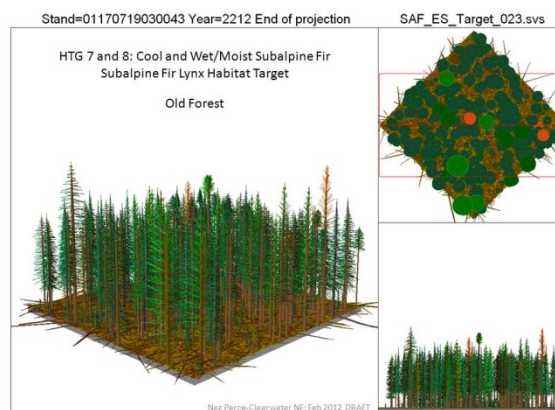 Stand=01170719030043 Year=2212 End of projection
SAF_ES_Target_023.svs
HTG 7 and 8: Cool and Wet/Moist Subalpine Fir
Subalpine Fir Lynx Habitat Target
Old Forest
Nez Perce-Clearwater NF: Feb 2012 DRAFT